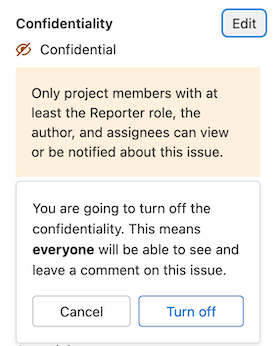 Confidentiality
Edit
Confidential
Only project members with at
least the Reporter role, the
author, and assignees can view
or be notified about this issue.
You are going to turn off the
confidentiality. This means
everyone will be able to see and
leave a comment on this issue.
Cancel
Turn off